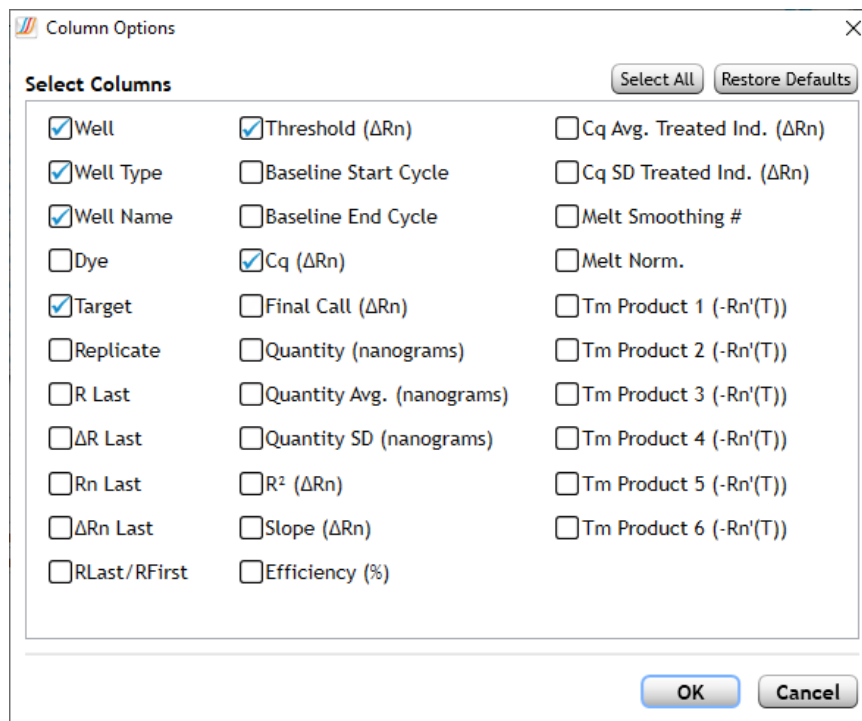 Column Options
Select Columns
Select All
Restore Defaults
Well
Well Type
Well Name
Dye
Target
Replicate
R Last
ΔR Last
Rn Last
ΔRn Last
RLast/RFirst
Threshold (ΔRn)
Baseline Start Cycle
Baseline End Cycle
Cq (ΔRn)
Final Call (ΔRn)
Quantity (nanograms)
Quantity Avg. (nanograms)
Quantity SD (nanograms)
R² (ΔRn)
Slope (ΔRn)
Efficiency (%)
Cq Avg. Treated Ind. (ΔRn)
Cq SD Treated Ind. (ΔRn)
Melt Smoothing #
Melt Norm.
Tm Product 1 (-Rn'(T))
Tm Product 2 (-Rn'(T))
Tm Product 3 (-Rn'(T))
Tm Product 4 (-Rn'(T))
Tm Product 5 (-Rn'(T))
Tm Product 6 (-Rn'(T))
OK
Cancel